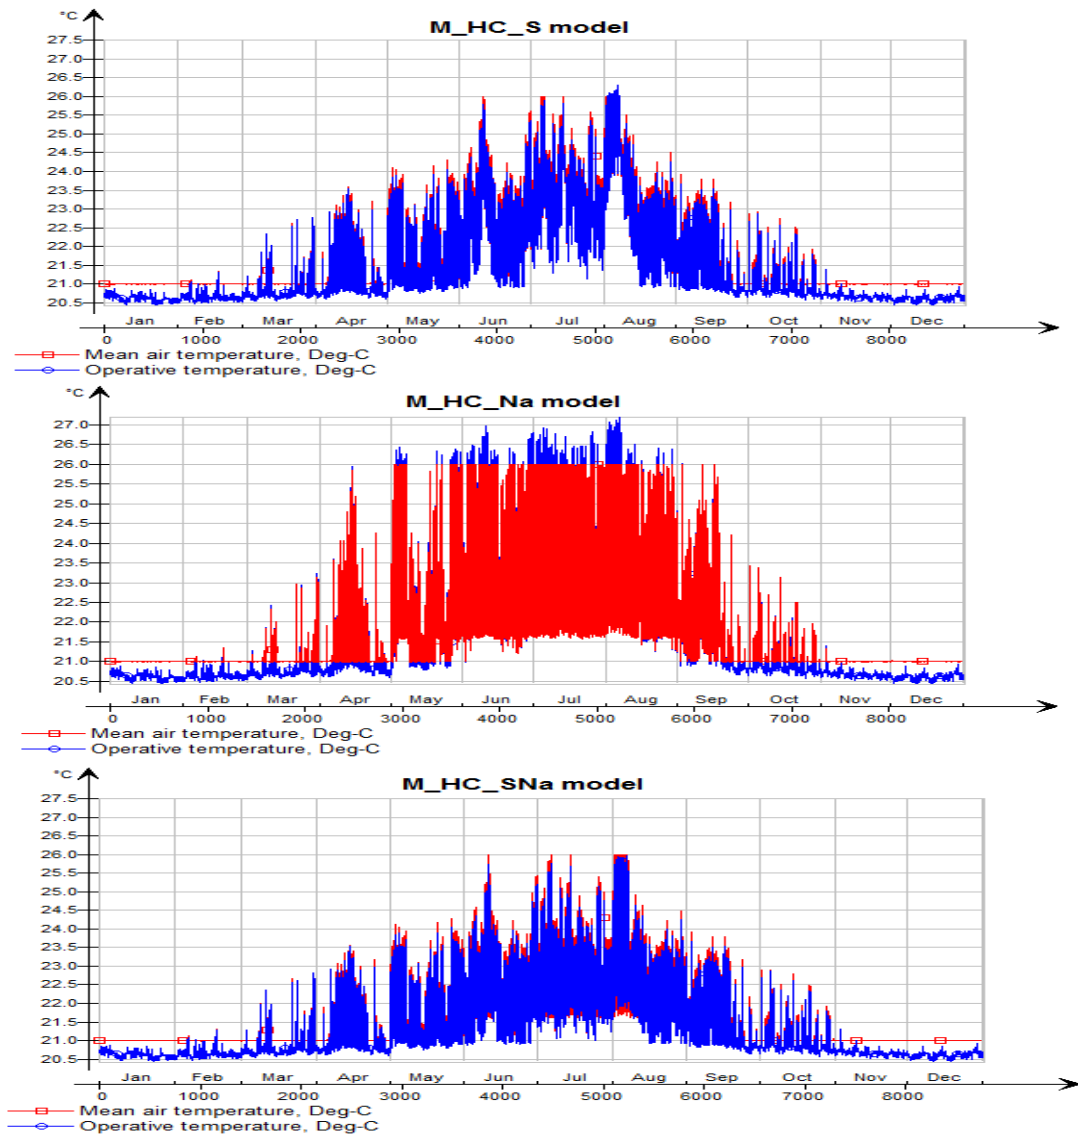 °C
M_HC_S model
27.5
27.0
26.5
26.0
25.5
25.0
24.5
24.0
23.5
23.0
22.5
22.0
21.5
21.0
20.5
Jan Feb Mar Apr May Jun Jul Aug Sep Oct Nov Dec
0 1000 2000 3000 4000 5000 6000 7000 8000
Mean air temperature, Deg-C
Operative temperature, Deg-C
°C
M_HC_Na model
27.0
26.5
26.0
25.5
25.0
24.5
24.0
23.5
23.0
22.5
22.0
21.5
21.0
20.5
Jan Feb Mar Apr May Jun Jul Aug Sep Oct Nov Dec
0 1000 2000 3000 4000 5000 6000 7000 8000
Mean air temperature, Deg-C
Operative temperature, Deg-C
°C
M_HC_SNa model
27.5
27.0
26.5
26.0
25.5
25.0
24.5
24.0
23.5
23.0
22.5
22.0
21.5
21.0
20.5
Jan Feb Mar Apr May Jun Jul Aug Sep Oct Nov Dec
0 1000 2000 3000 4000 5000 6000 7000 8000
Mean air temperature, Deg-C
Operative temperature, Deg-C